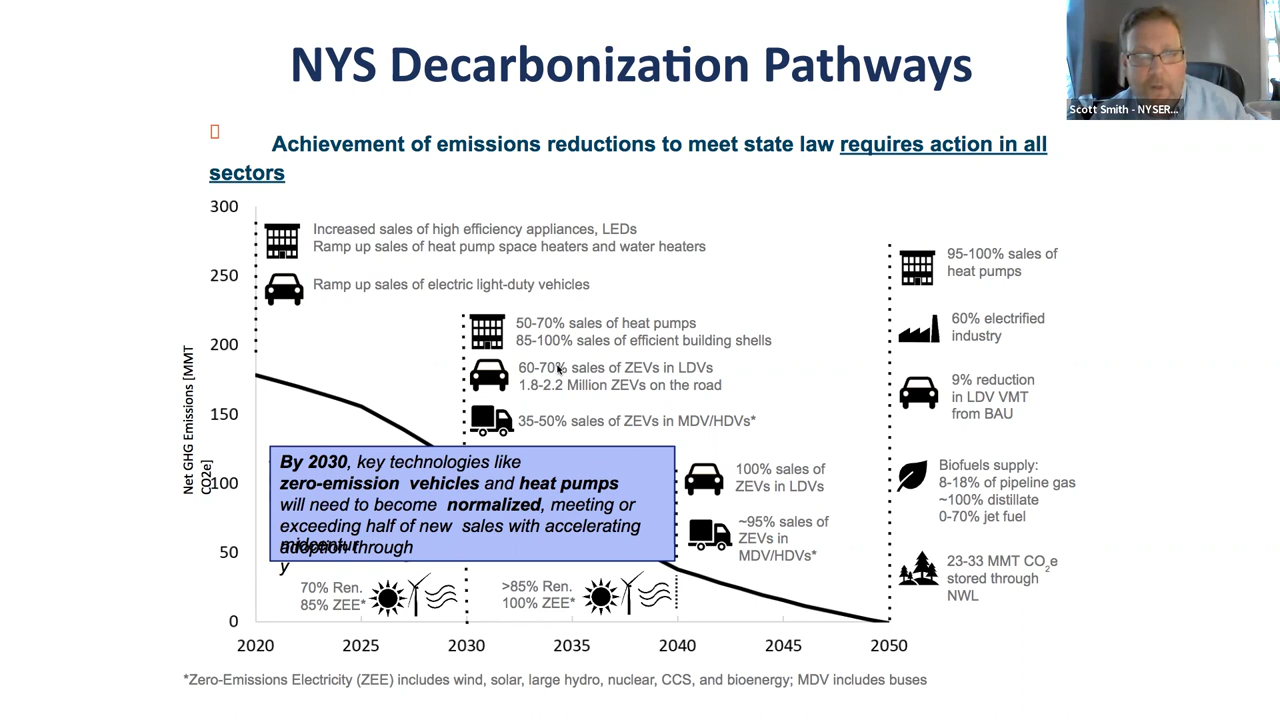 NYS Decarbonization Pathways
Scott Smith - NYSER...
Achievement of emissions reductions to meet state law requires action in all
sectors
300
250
200
150
100
50
0
Net GHG Emissions [MMT
CO2e]
Increased sales of high efficiency appliances, LEDs
Ramp up sales of heat pump space heaters and water heaters
Ramp up sales of electric light-duty vehicles
50-70% sales of heat pumps
85-100% sales of efficient building shells
60-70% sales of ZEVs in LDVs
1.8-2.2 Million ZEVs on the road
35-50% sales of ZEVs in MDV/HDVs*
By 2030, key technologies like
zero-emission vehicles and heat pumps
will need to become normalized, meeting or
exceeding half of new sales with accelerating
adoption through
midcentur
y
70% Ren.
85% ZEE*
>85% Ren.
100% ZEE*
100% sales of
ZEVs in LDVs
~95% sales of
ZEVs in
MDV/HDVs*
95-100% sales of
heat pumps
60% electrified
industry
9% reduction
in LDV VMT
from BAU
Biofuels supply:
8-18% of pipeline gas
~100% distillate
0-70% jet fuel
23-33 MMT CO2e
stored through
NWL
2020 2025 2030 2035 2040 2045 2050
*Zero-Emissions Electricity (ZEE) includes wind, solar, large hydro, nuclear, CCS, and bioenergy; MDV includes buses